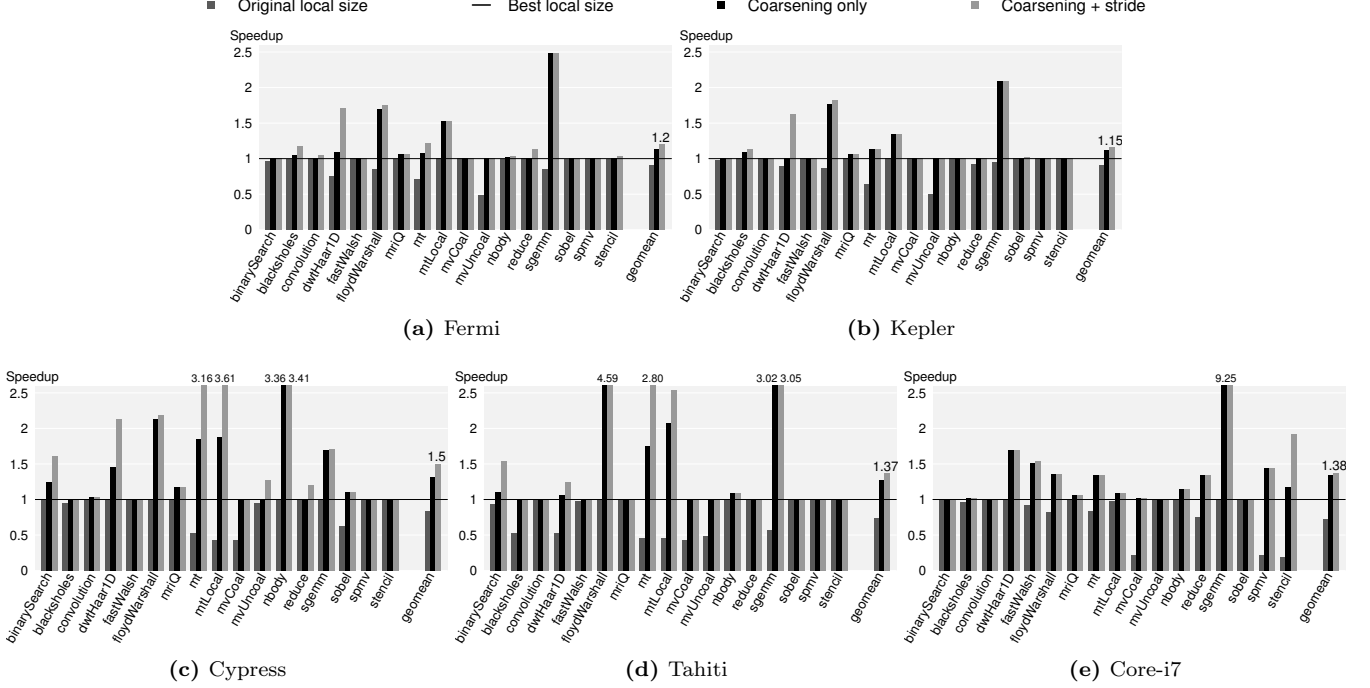 Original local size Best local size Coarsening only Coarsening + stride
Speedup
2.5
2
1.5
1
0.5
0
1.2
binarySearch
blacksholes
convolution
dwtHaar1D
fastWalsh
floydWarshall
mriQ
mt
mtLocal
mvCoal
mvUncoal
nbody
reduce
sgemm
sobel
spmv
stencil
geomean
(a) Fermi
Speedup
2.5
2
1.5
1
0.5
0
1.15
binarySearch
blacksholes
convolution
dwtHaar1D
fastWalsh
floydWarshall
mriQ
mt
mtLocal
mvCoal
mvUncoal
nbody
reduce
sgemm
sobel
spmv
stencil
geomean
(b) Kepler
Speedup
3.16 3.61 3.36 3.41
2.5
2
1.5
1
0.5
0
1.5
binarySearch
blacksholes
convolution
dwtHaar1D
fastWalsh
floydWarshall
mriQ
mt
mtLocal
mvCoal
mvUncoal
nbody
reduce
sgemm
sobel
spmv
stencil
geomean
(c) Cypress
Speedup
4.59 2.80 3.02 3.05
2.5
2
1.5
1
0.5
0
1.37
binarySearch
blacksholes
convolution
dwtHaar1D
fastWalsh
floydWarshall
mriQ
mt
mtLocal
mvCoal
mvUncoal
nbody
reduce
sgemm
sobel
spmv
stencil
geomean
(d) Tahiti
Speedup
9.25
2.5
2
1.5
1
0.5
0
1.38
binarySearch
blacksholes
convolution
dwtHaar1D
fastWalsh
floydWarshall
mriQ
mt
mtLocal
mvCoal
mvUncoal
nbody
reduce
sgemm
sobel
spmv
stencil
geomean
(e) Core-i7